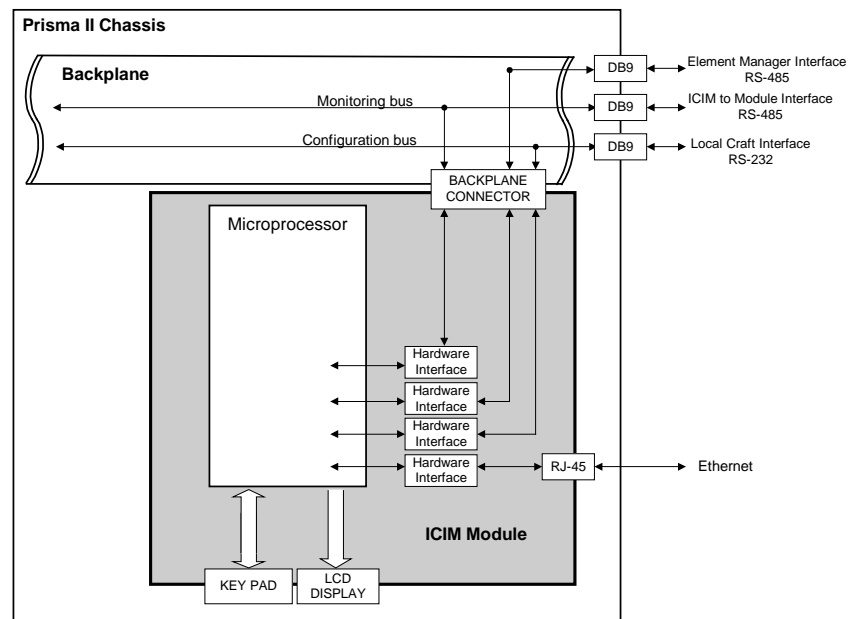 Prisma II Chassis
Backplane
DB9
Element Manager Interface
RS-485
Monitoring bus
DB9
ICIM to Module Interface
RS-485
Configuration bus
DB9
Local Craft Interface
RS-232
BACKPLANE
CONNECTOR
Microprocessor
Hardware
Interface
Hardware
Interface
Hardware
Interface
Hardware
Interface
RJ-45
Ethernet
ICIM Module
KEY PAD
LCD
DISPLAY